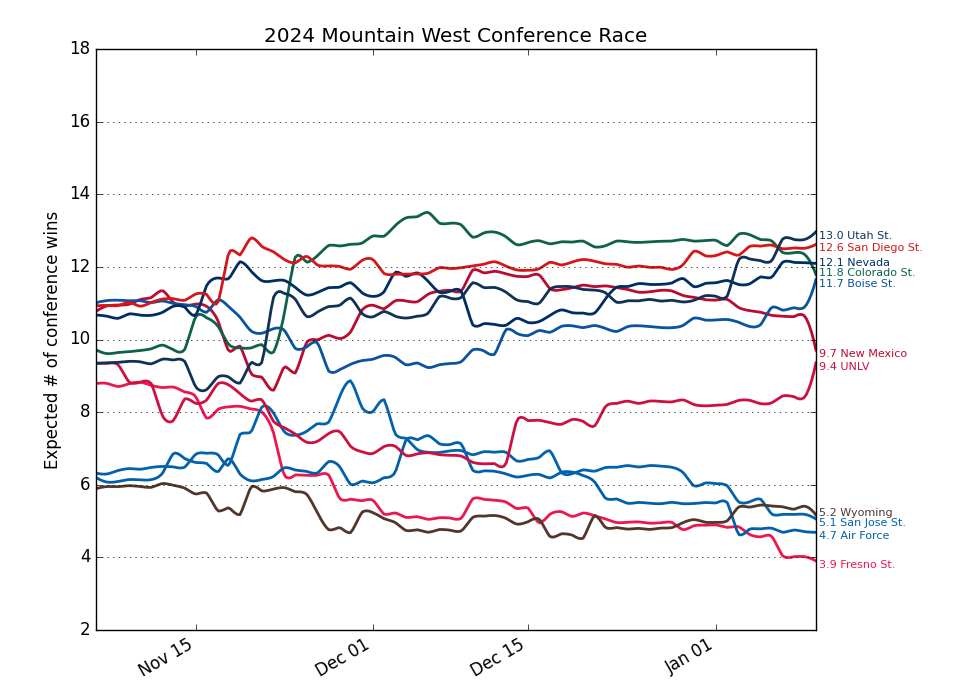 2024 Mountain West Conference Race
Expected # of conference wins
18
16
14
12
10
8
6
4
2
Nov 15
Dec 01
Dec 15
Jan 01
13.0 Utah St.
12.6 San Diego St.
12.1 Nevada
11.8 Colorado St.
11.7 Boise St.
9.7 New Mexico
9.4 UNLV
5.2 Wyoming
5.1 San Jose St.
4.7 Air Force
3.9 Fresno St.